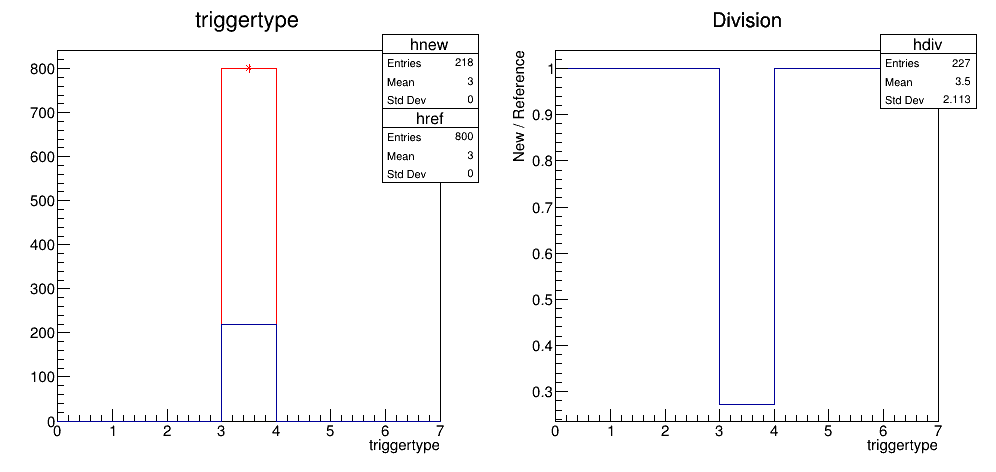 triggertype
hnew
Entries 218
Mean 3
Std Dev 0
href
Entries 800
Mean 3
Std Dev 0
800
700
600
500
400
300
200
100
0
0 1 2 3 4 5 6 7
triggertype
Division
hdiv
Entries 227
Mean 3.5
Std Dev 2.113
New / Reference
1
0.9
0.8
0.7
0.6
0.5
0.4
0.3
0 1 2 3 4 5 6 7
triggertype